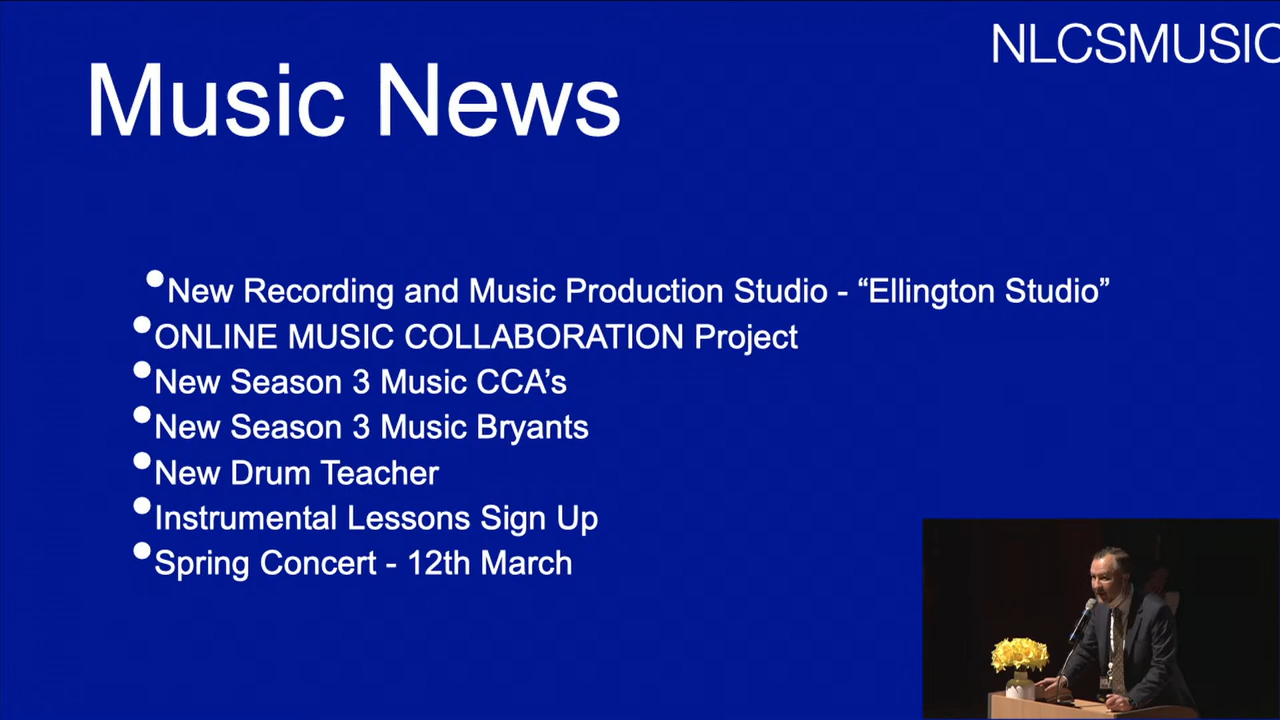 NLCSMUSIC
Music News
•New Recording and Music Production Studio - “Ellington Studio”
•ONLINE MUSIC COLLABORATION Project
•New Season 3 Music CCA’s
•New Season 3 Music Bryants
•New Drum Teacher
•Instrumental Lessons Sign Up
•Spring Concert - 12th March